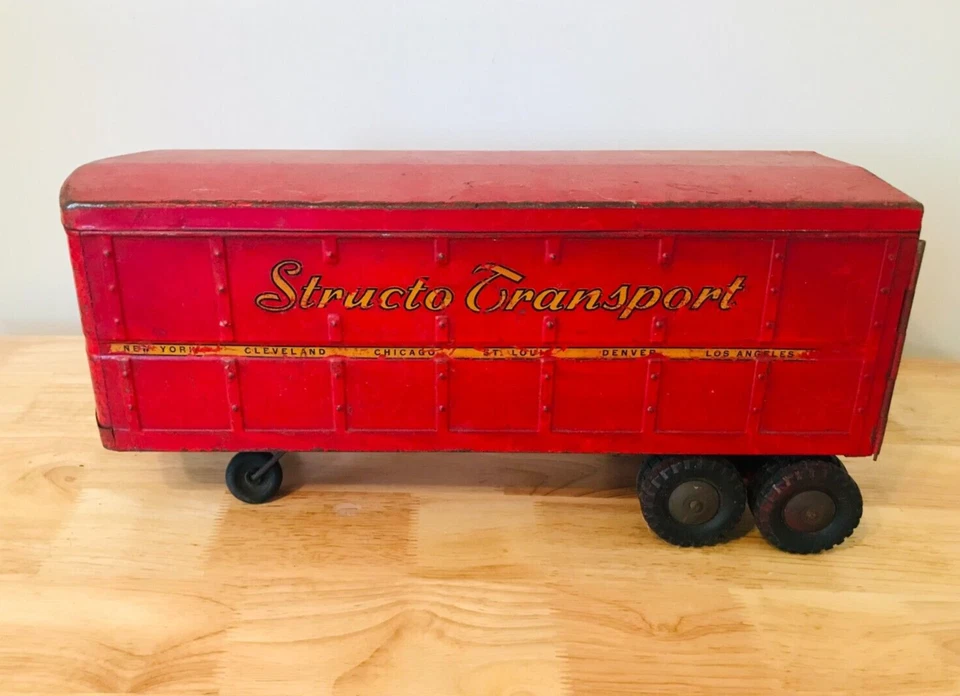 Structo Transport
NEW YORK CLEVELAND CHICAGO ST. LOUIS DENVER LOS ANGELES